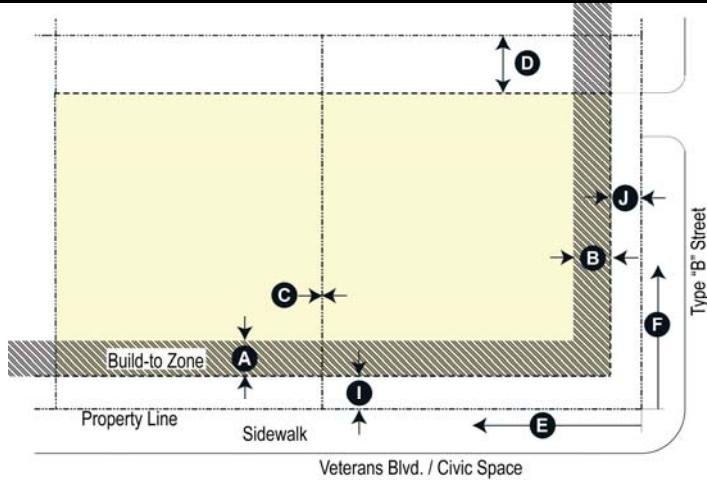 D
J
B
Type "B" Street
C
F
Build-to Zone
A
I
Property Line
E
Sidewalk
Veterans Blvd. / Civic Space